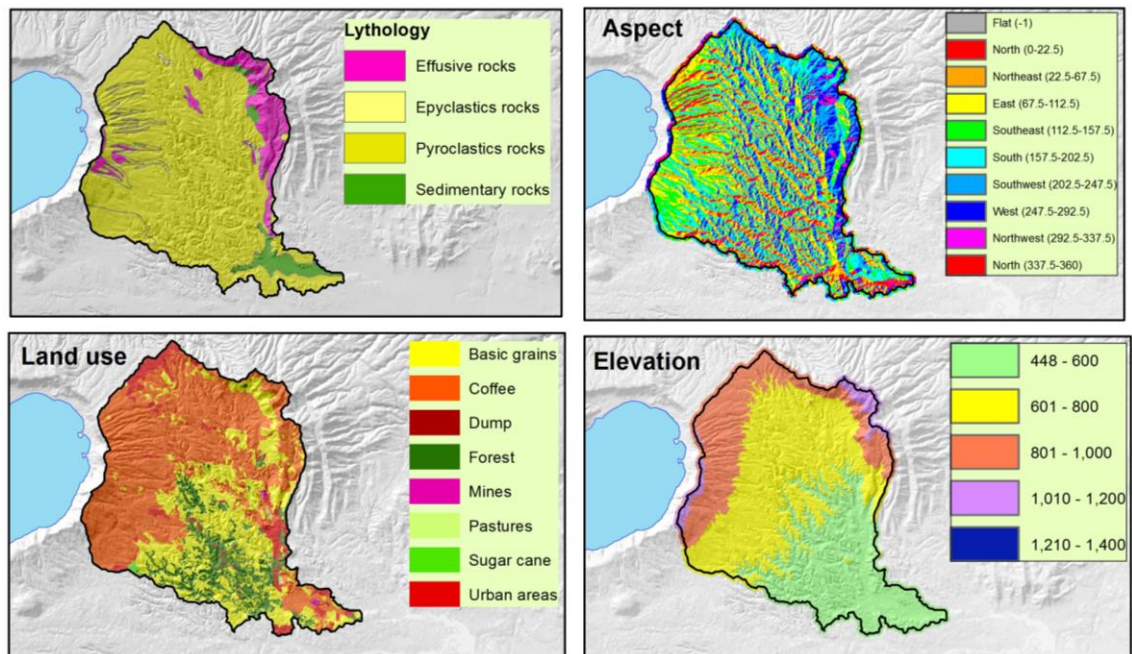 Lythology
Effusive rocks
Epyclastics rocks
Pyroclastics rocks
Sedimentary rocks
Aspect
Flat (-1)
North (0-22.5)
Northeast (22.5-67.5)
East (67.5-112.5)
Southeast (112.5-157.5)
South (157.5-202.5)
Southwest (202.5-247.5)
West (247.5-292.5)
Northwest (292.5-337.5)
North (337.5-360)
Land use
Basic grains
Coffee
Dump
Forest
Mines
Pastures
Sugar cane
Urban areas
Elevation
448 - 600
601 - 800
801 - 1,000
1,010 - 1,200
1,210 - 1,400